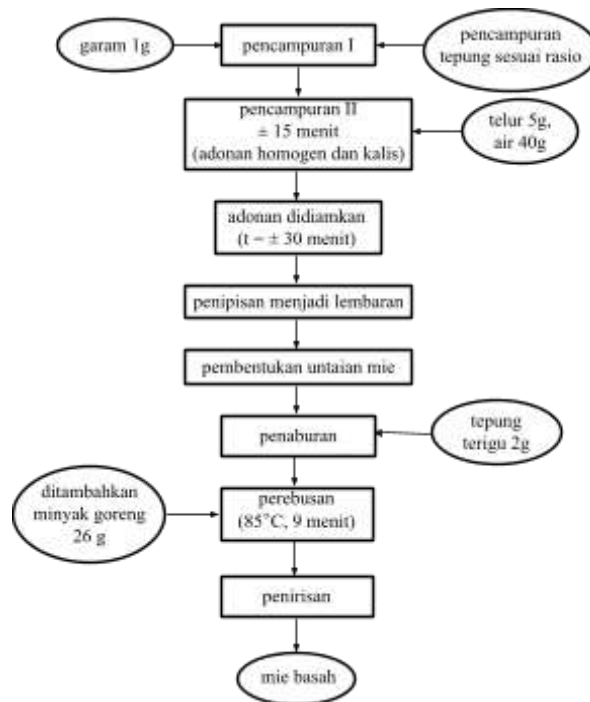 garam 1g
pencampuran I
pencampuran
tepung sesuai rasio
pencampuran II
± 15 menit
(adonan homogen dan kalis)
telur 5g,
air 40g
adonan didiamkan
(t = ± 30 menit)
penipisan menjadi lembaran
pembentukan untaian mie
penaburan
tepung
terigu 2g
ditambahkan
minyak goreng
26 g
perebusan
(85°C, 9 menit)
penirisan
mie basah